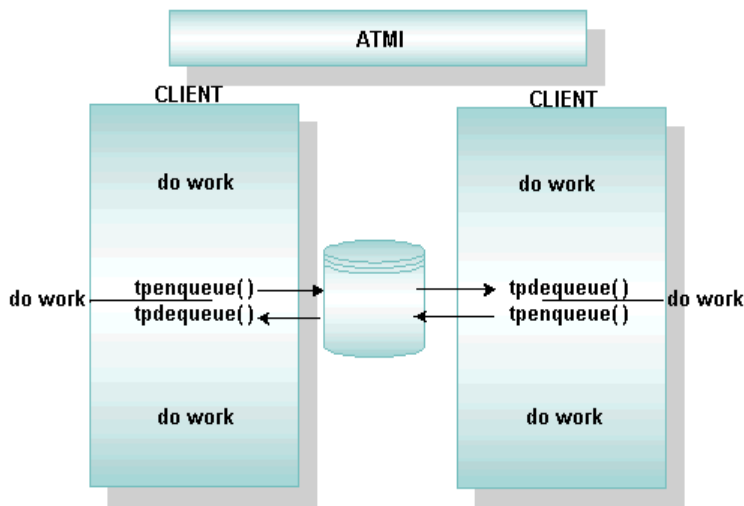 ATMI
CLIENT
do work
tpenqueue()
do work
tpdequeue()
do work
CLIENT
do work
tpdequeue()
do work
tpenqueue()
do work